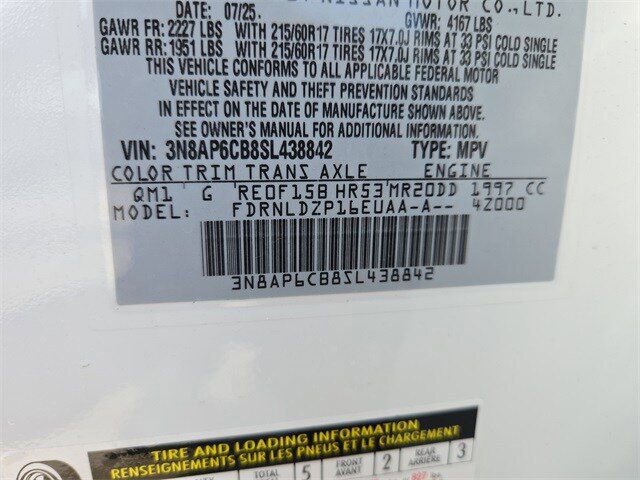 NISSAN MOTOR CO.,LTD.
DATE: 07/25. GVWR: 4167 LBS
GAWR FR: 2227 LBS WITH 215/60R17 TIRES 17X7.0J RIMS AT 33 PSI COLD SINGLE
GAWR RR: 1951 LBS WITH 215/60R17 TIRES 17X7.0J RIMS AT 33 PSI COLD SINGLE
THIS VEHICLE CONFORMS TO ALL APPLICABLE FEDERAL MOTOR
VEHICLE SAFETY AND THEFT PREVENTION STANDARDS
IN EFFECT ON THE DATE OF MANUFACTURE SHOWN ABOVE.
SEE OWNER'S MANUAL FOR ADDITIONAL INFORMATION.
VIN: 3N8AP6CB8SL438842 TYPE: MPV
COLOR TRIM TRANS AXLE ENGINE
QM1 G RE0F15B HR53 MR20DD 1997 CC
MODEL: FDRNLDZP16EUAA-A-- 4Z000
3N8AP6CB8SL438842
TIRE AND LOADING INFORMATION
RENSEIGNEMENTS SUR LES PNEUS ET LE CHARGEMENT
TOTAL 5 FRONT AVANT 2 REAR ARRIÈRE 3